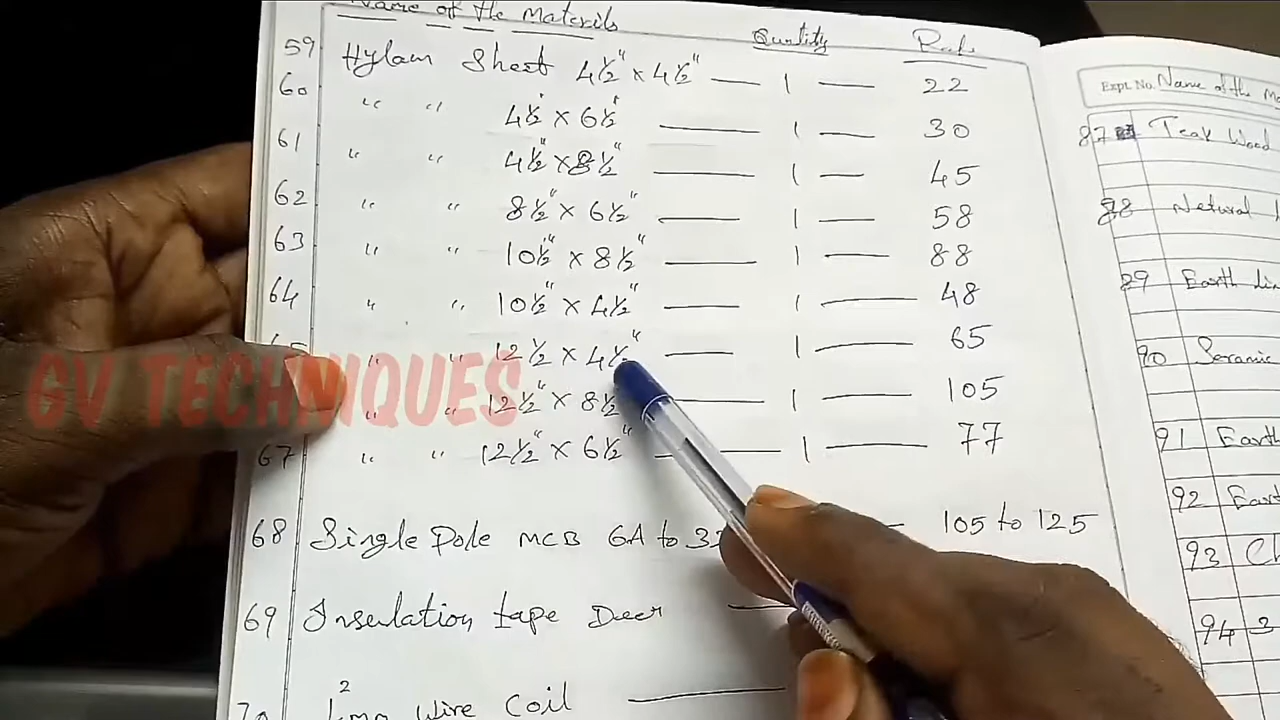 Name of the Materials Quntity Rate
59 Hylam Sheet 4½" × 4½" — 1 — 22
60 " " 4½" × 6½" — 1 — 30
61 " " 4½" × 8½" — 1 — 45
62 " " 8½" × 6½" — 1 — 58
63 " " 10½" × 8½" — 1 — 88
64 " " 10½" × 4½" — 1 — 48
" " 12½ × 4½" — 1 — 65
" " 12½" × 8½ — 1 — 105
67 " " 12½" × 6½" — 1 — 77
68 Single Pole MCB 6A to — 105 to 125
69 Insulation tape Deer —
70 wire coil —
Expt. No. Name of the
87 Teak Wood
88 Natural
89 Earth
90 Seramic
91 Earth
92
93
94 3
GV TECHNIQUES